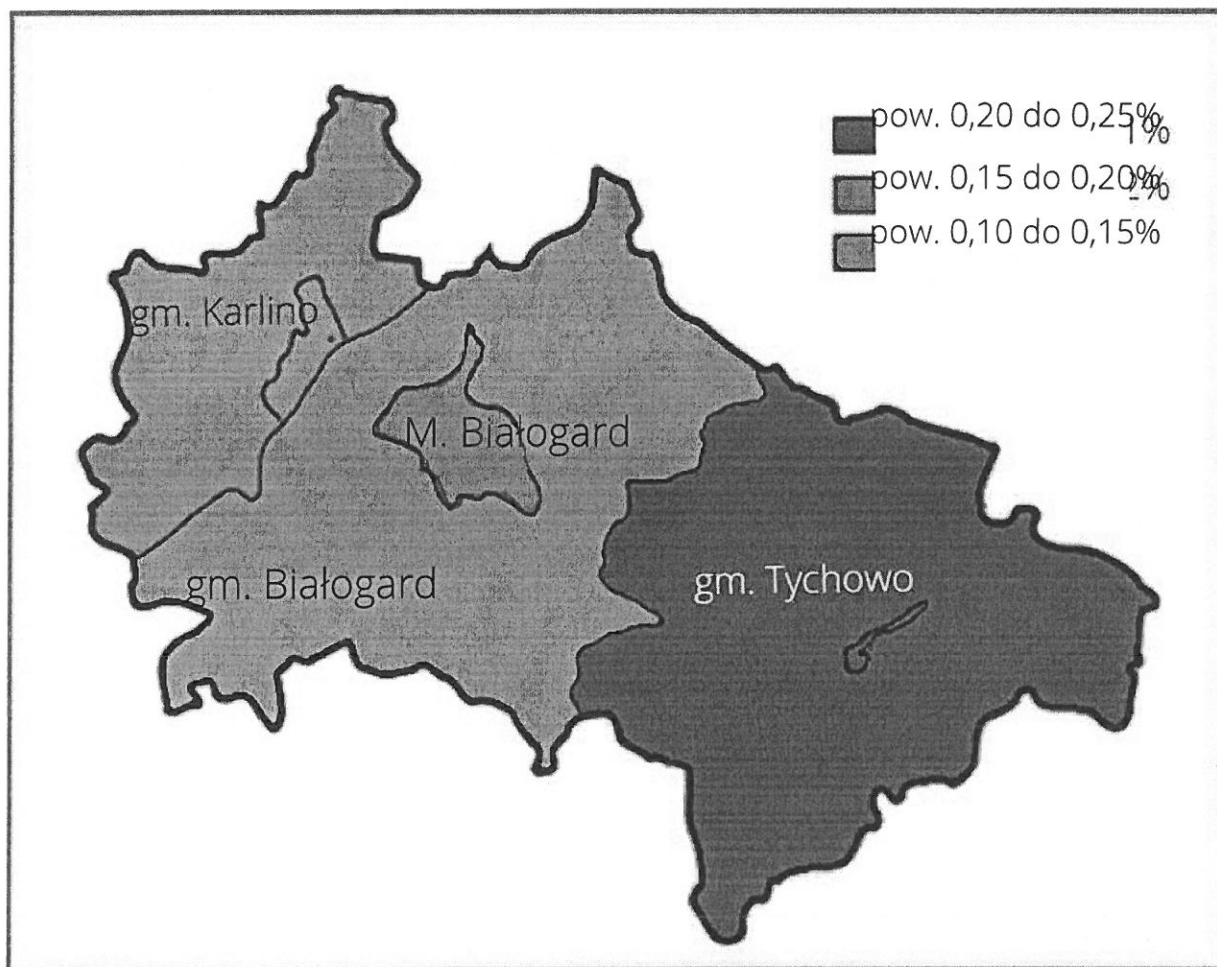 pow. 0,20 do 0,25%
1%
pow. 0,15 do 0,20%
2%
pow. 0,10 do 0,15%
gm. Karlino
M. Białogard
gm. Białogard
gm. Tychowo